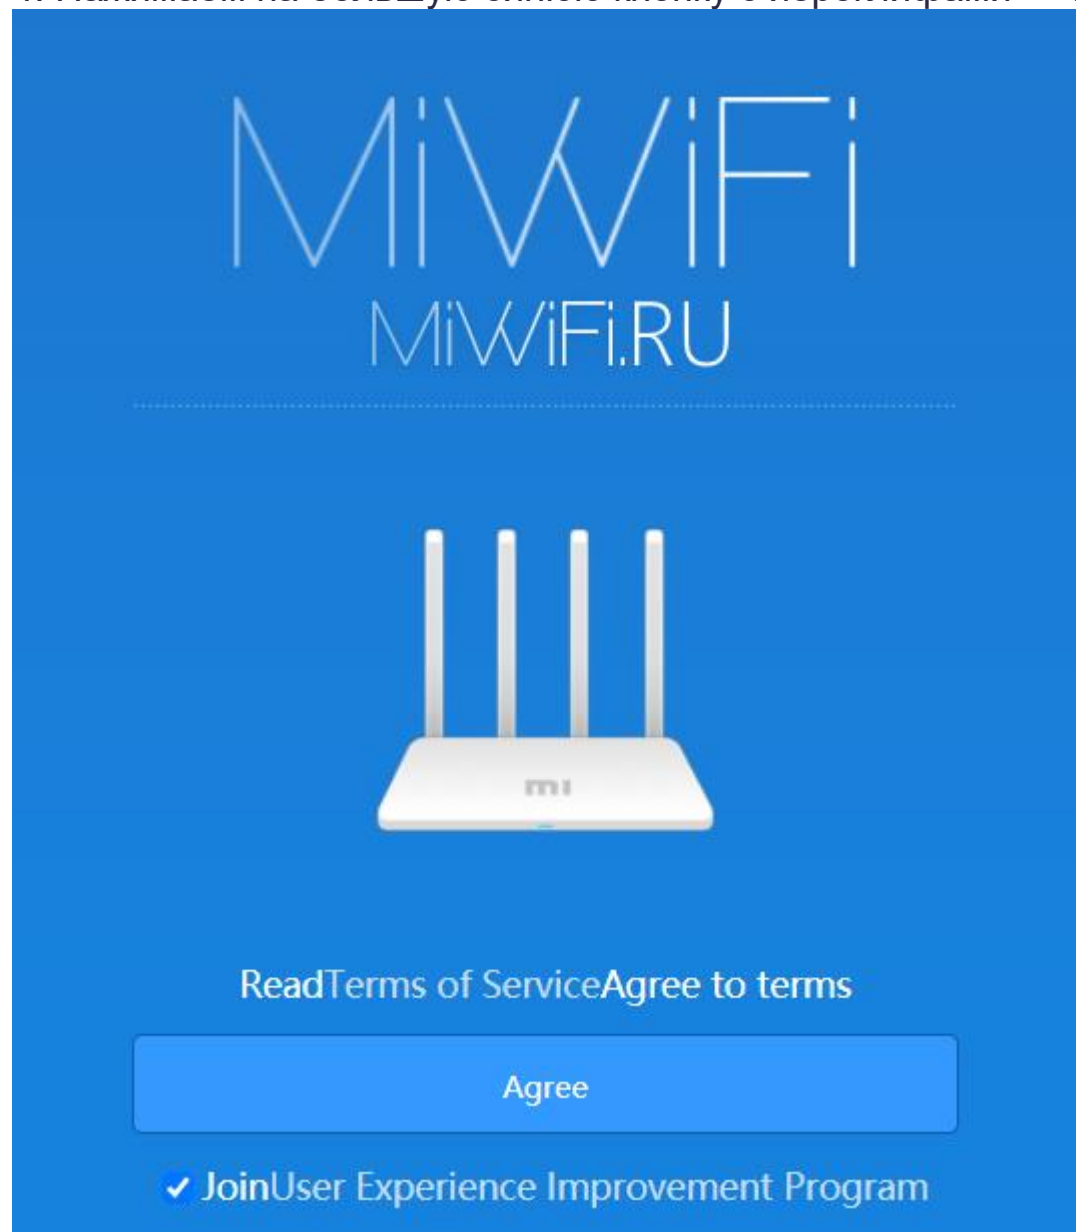 MiWiFi
MiWiFi.RU
mi
ReadTerms of ServiceAgree to terms
Agree
JoinUser Experience Improvement Program